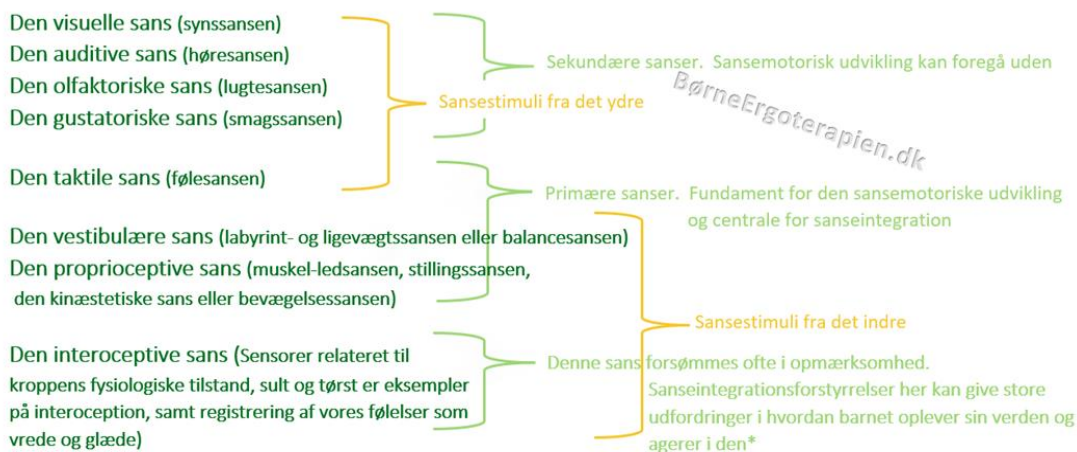 Den visuelle sans (synssansen)
Den auditive sans (høresansen)
Den olfaktoriske sans (lugtesansen)
Den gustatoriske sans (smagssansen)
Den taktile sans (følesansen)
Den vestibulære sans (labyrint- og ligevægtssansen eller balancesansen)
Den proprioceptive sans (muskel-ledsansen, stillingssansen,
den kinæstetiske sans eller bevægelsessansen)
Den interoceptive sans (Sensorer relateret til
kroppens fysiologiske tilstand, sult og tørst er eksempler
på interoception, samt registrering af vores følelser som
vrede og glæde)
Sansestimuli fra det ydre
Sekundære sanser. Sansemotorisk udvikling kan foregå uden
BørneErgoterapien.dk
Primære sanser. Fundament for den sansemotoriske udvikling
og centrale for sanseintegration
Sansestimuli fra det indre
Denne sans forsømmes ofte i opmærksomhed.
Sanseintegrationsforstyrrelser her kan give store
udfordringer i hvordan barnet oplever sin verden og
agerer i den*